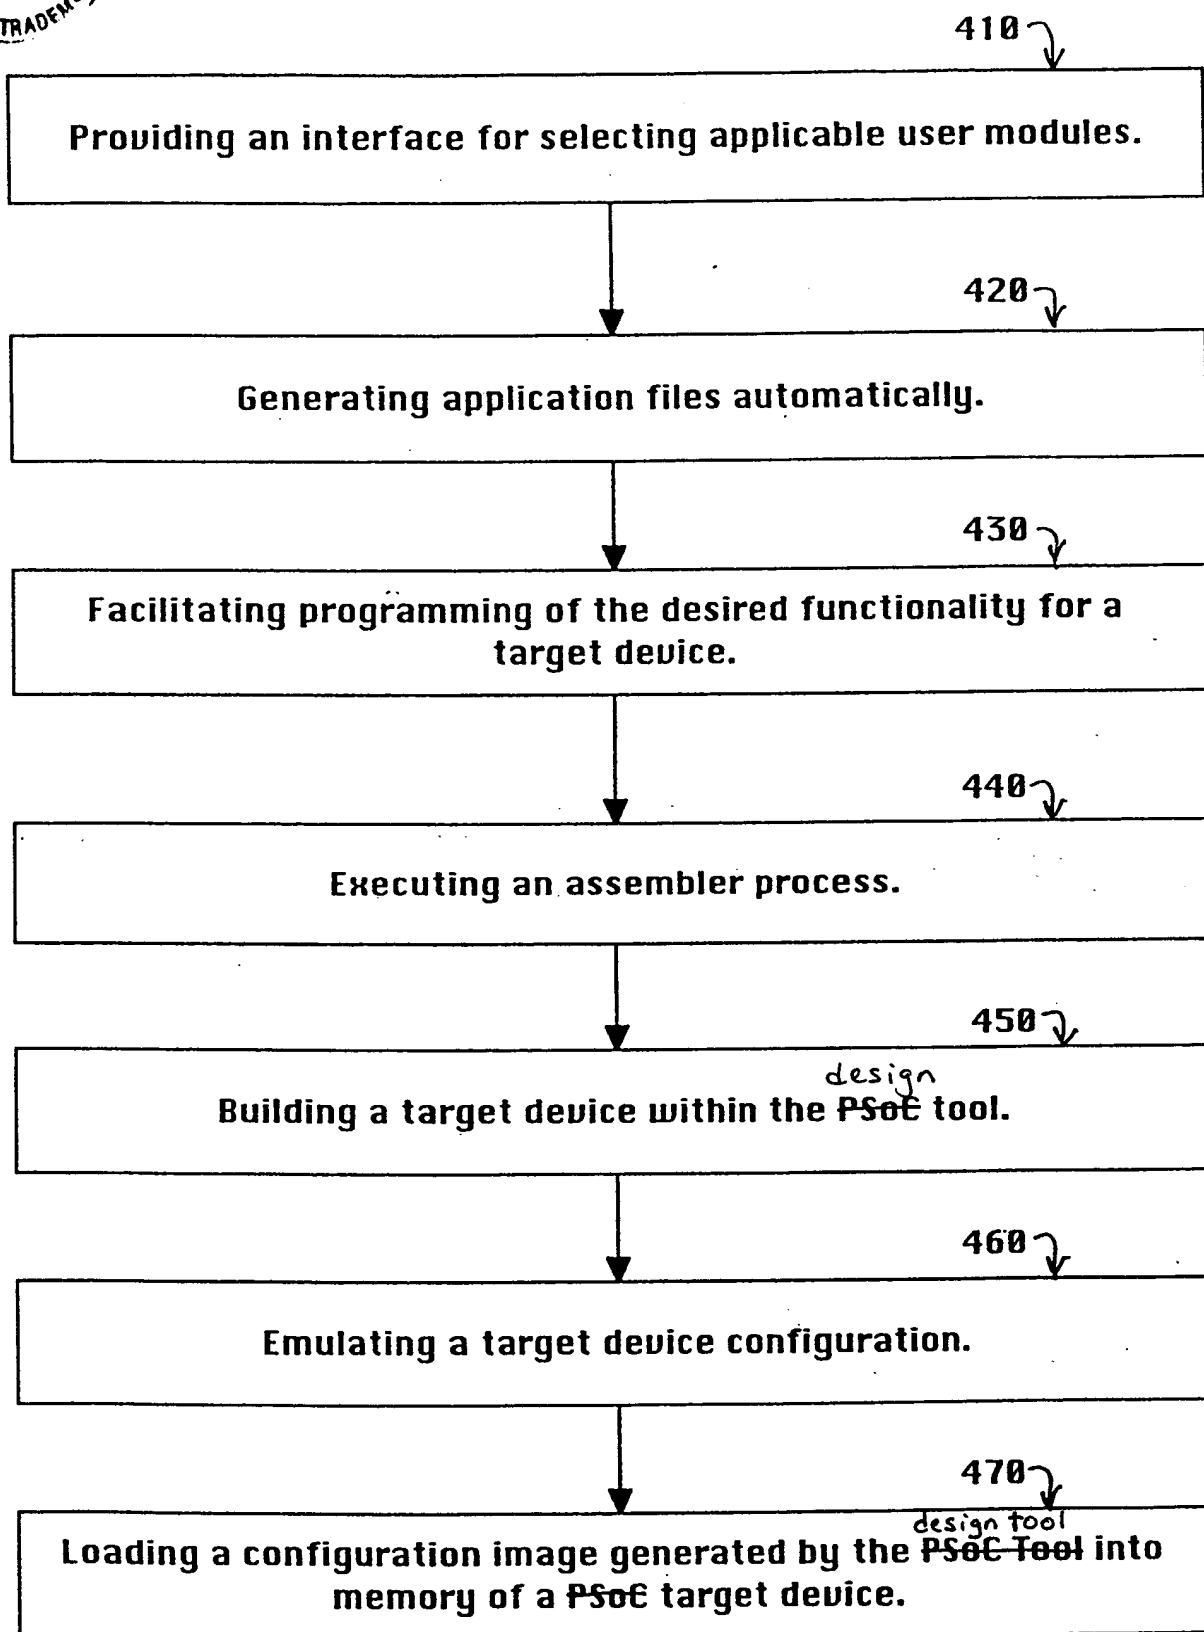 TRADEM
410
Providing an interface for selecting applicable user modules.
420
Generating application files automatically.
430
Facilitating programming of the desired functionality for a
target device.
440
Executing an assembler process.
450
design
Building a target device within the PSoC tool.
460
Emulating a target device configuration.
470
design tool
Loading a configuration image generated by the PSoC Tool into
memory of a PSoC target device.